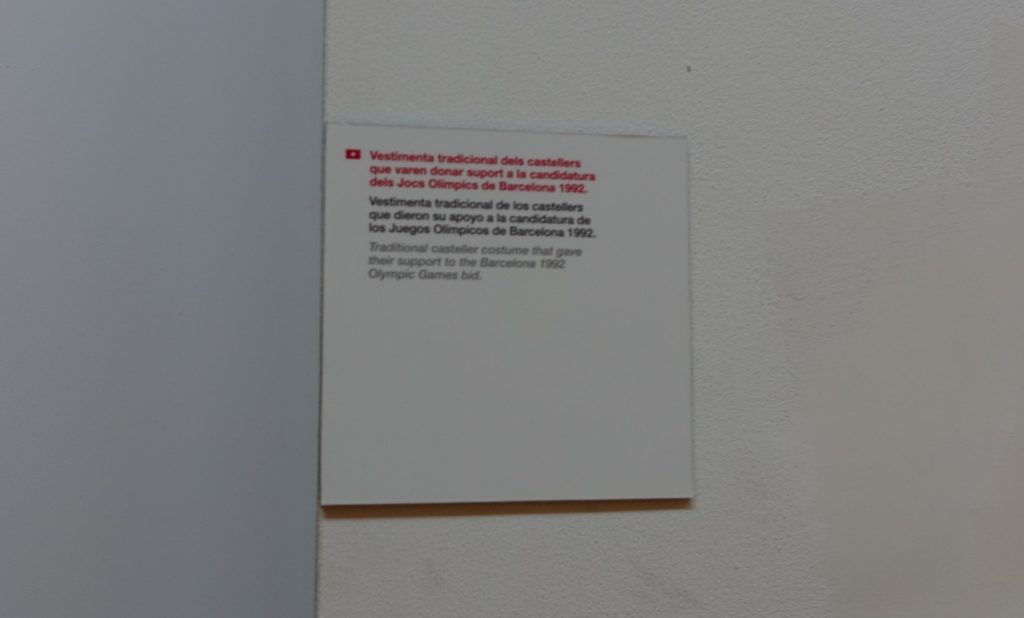 Vestimenta tradicional dels castellers
que varen donar suport a la candidatura
dels Jocs Olímpics de Barcelona 1992.
Vestimenta tradicional de los castellers
que dieron su apoyo a la candidatura de
los Juegos Olímpicos de Barcelona 1992.
Traditional casteller costume that gave
their support to the Barcelona 1992
Olympic Games bid.